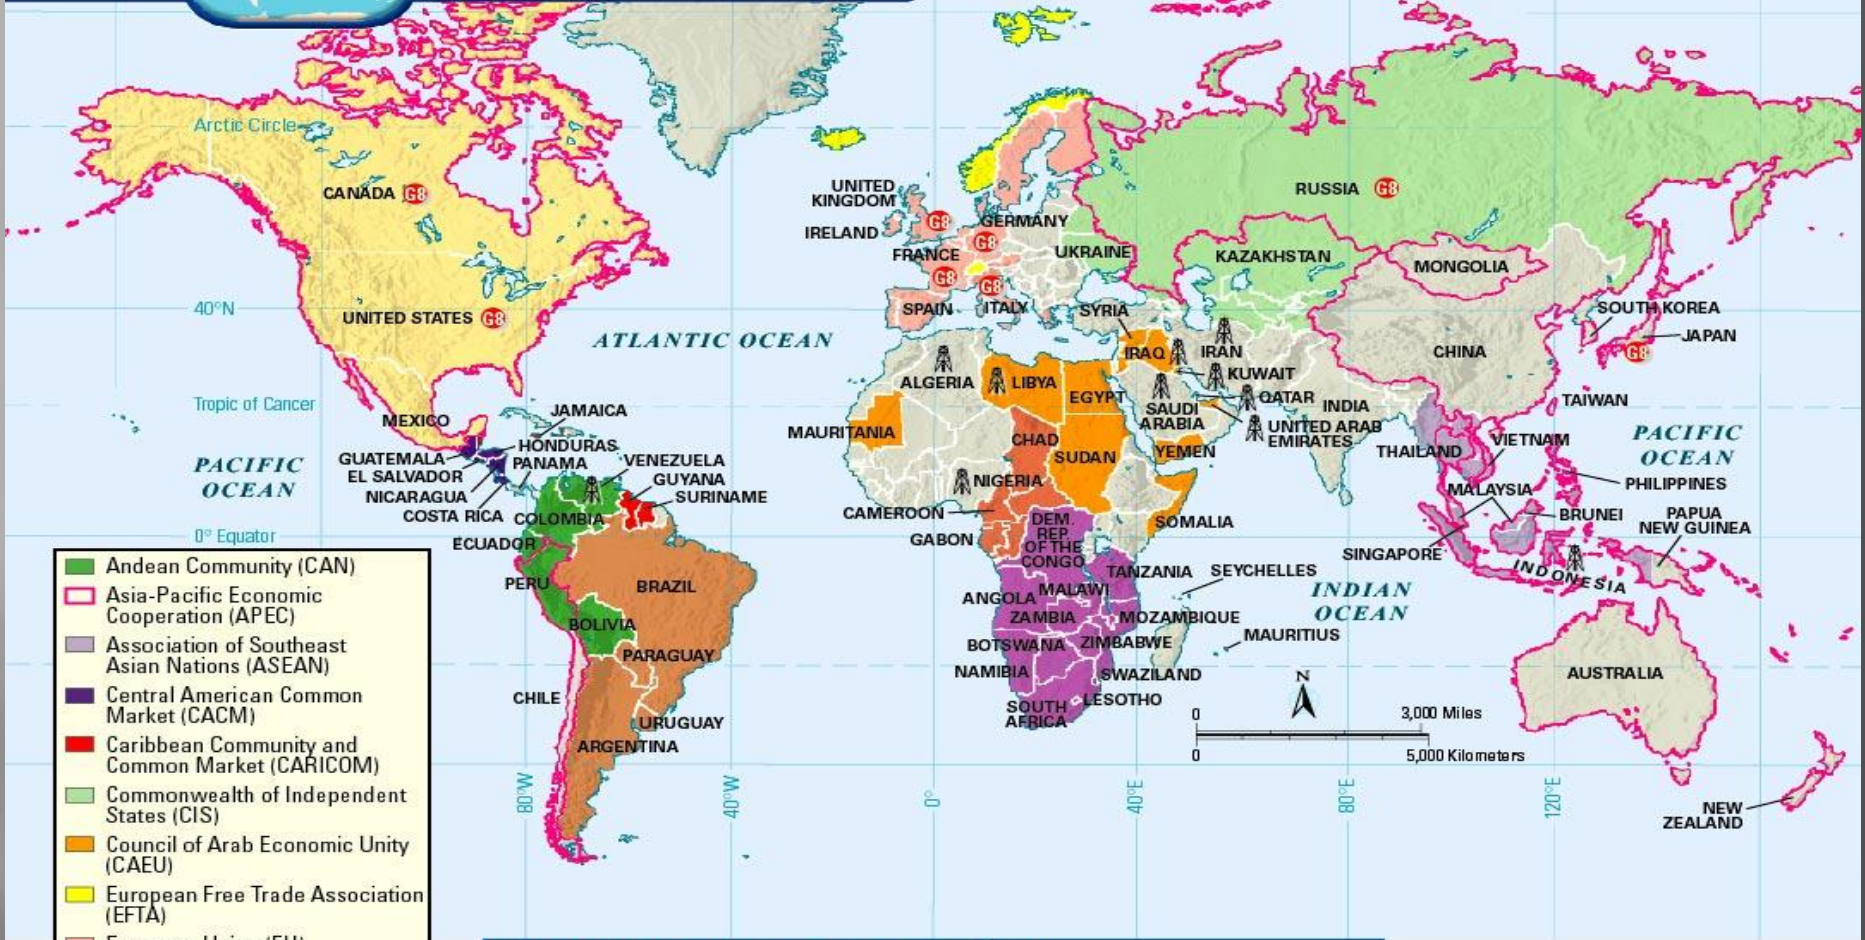 Arctic Circle
CANADA G8
UNITED STATES G8
MEXICO
40°N
Tropic of Cancer
ATLANTIC OCEAN
PACIFIC
OCEAN
JAMAICA
HONDURAS
GUATEMALA
EL SALVADOR
PANAMA
NICARAGUA
COSTA RICA
VENEZUELA
GUYANA
SURINAME
COLOMBIA
0° Equator
ECUADOR
PERU
BRAZIL
BOLIVIA
PARAGUAY
CHILE
URUGUAY
ARGENTINA
UNITED
KINGDOM
G8
IRELAND
GERMANY
G8
FRANCE
G8
UKRAINE
SPAIN
G8
ITALY
RUSSIA G8
KAZAKHSTAN
MONGOLIA
SYRIA
IRAQ
IRAN
KUWAIT
CHINA
SOUTH KOREA
JAPAN
G8
ALGERIA
LIBYA
EGYPT
SAUDI
ARABIA
QATAR
UNITED ARAB
EMIRATES
INDIA
TAIWAN
MAURITANIA
CHAD
SUDAN
YEMEN
NIGERIA
CAMEROON
GABON
DEM.
REP.
OF THE
CONGO
SOMALIA
THAILAND
VIETNAM
PACIFIC
OCEAN
PHILIPPINES
MALAYSIA
BRUNEI
PAPUA
NEW GUINEA
SINGAPORE
INDONESIA
TANZANIA
SEYCHELLES
INDIAN
OCEAN
ANGOLA
MALAWI
ZAMBIA
MOZAMBIQUE
MAURITIUS
BOTSWANA
ZIMBABWE
NAMIBIA
SWAZILAND
LESOTHO
SOUTH
AFRICA
AUSTRALIA
NEW
ZEALAND
N
0 3,000 Miles
0 5,000 Kilometers
80°W
40°W
0°
40°E
80°E
120°E
Andean Community (CAN)
Asia-Pacific Economic
Cooperation (APEC)
Association of Southeast
Asian Nations (ASEAN)
Central American Common
Market (CACM)
Caribbean Community and
Common Market (CARICOM)
Commonwealth of Independent
States (CIS)
Council of Arab Economic Unity
(CAEU)
European Free Trade Association
(EFTA)